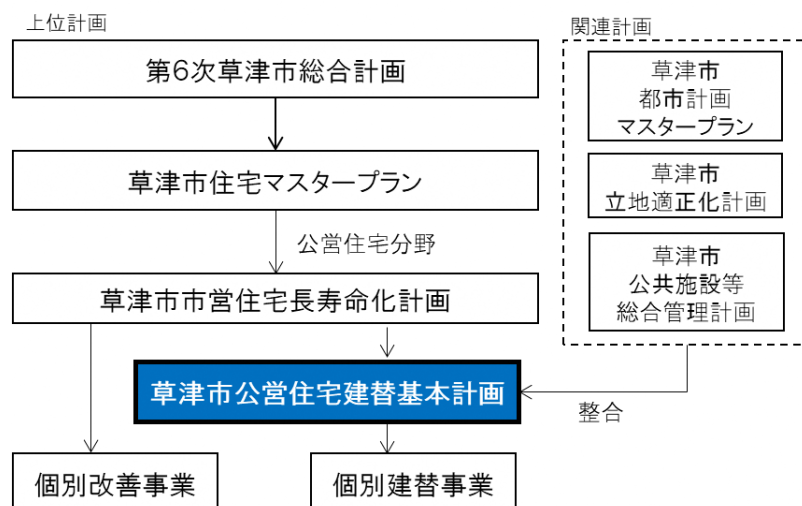 上位計画
第6次草津市総合計画
草津市住宅マスタープラン
公営住宅分野
草津市市営住宅長寿命化計画
草津市公営住宅建替基本計画
個別改善事業
個別建替事業
関連計画
草津市
都市計画
マスタープラン
草津市
立地適正化計画
草津市
公共施設等
総合管理計画
整合